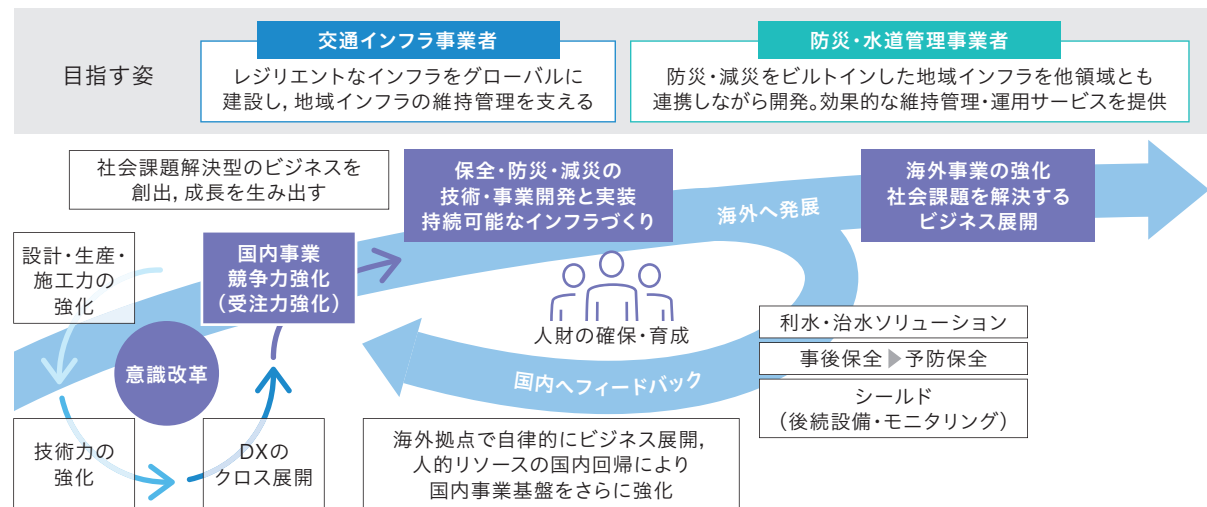 目指す姿
交通インフラ事業者
レジリエントなインフラをグローバルに
建設し，地域インフラの維持管理を支える
防災・水道管理事業者
防災・減災をビルトインした地域インフラを他領域とも
連携しながら開発。効果的な維持管理・運用サービスを提供
社会課題解決型のビジネスを
創出，成長を生み出す
保全・防災・減災の
技術・事業開発と実装
持続可能なインフラづくり
海外へ発展
海外事業の強化
社会課題を解決する
ビジネス展開
設計・生産・
施工力の
強化
国内事業
競争力強化
（受注力強化）
意識改革
技術力の
強化
DXの
クロス展開
人財の確保・育成
国内へフィードバック
利水・治水ソリューション
事後保全▶予防保全
シールド
（後続設備・モニタリング）
海外拠点で自律的にビジネス展開，
人的リソースの国内回帰により
国内事業基盤をさらに強化